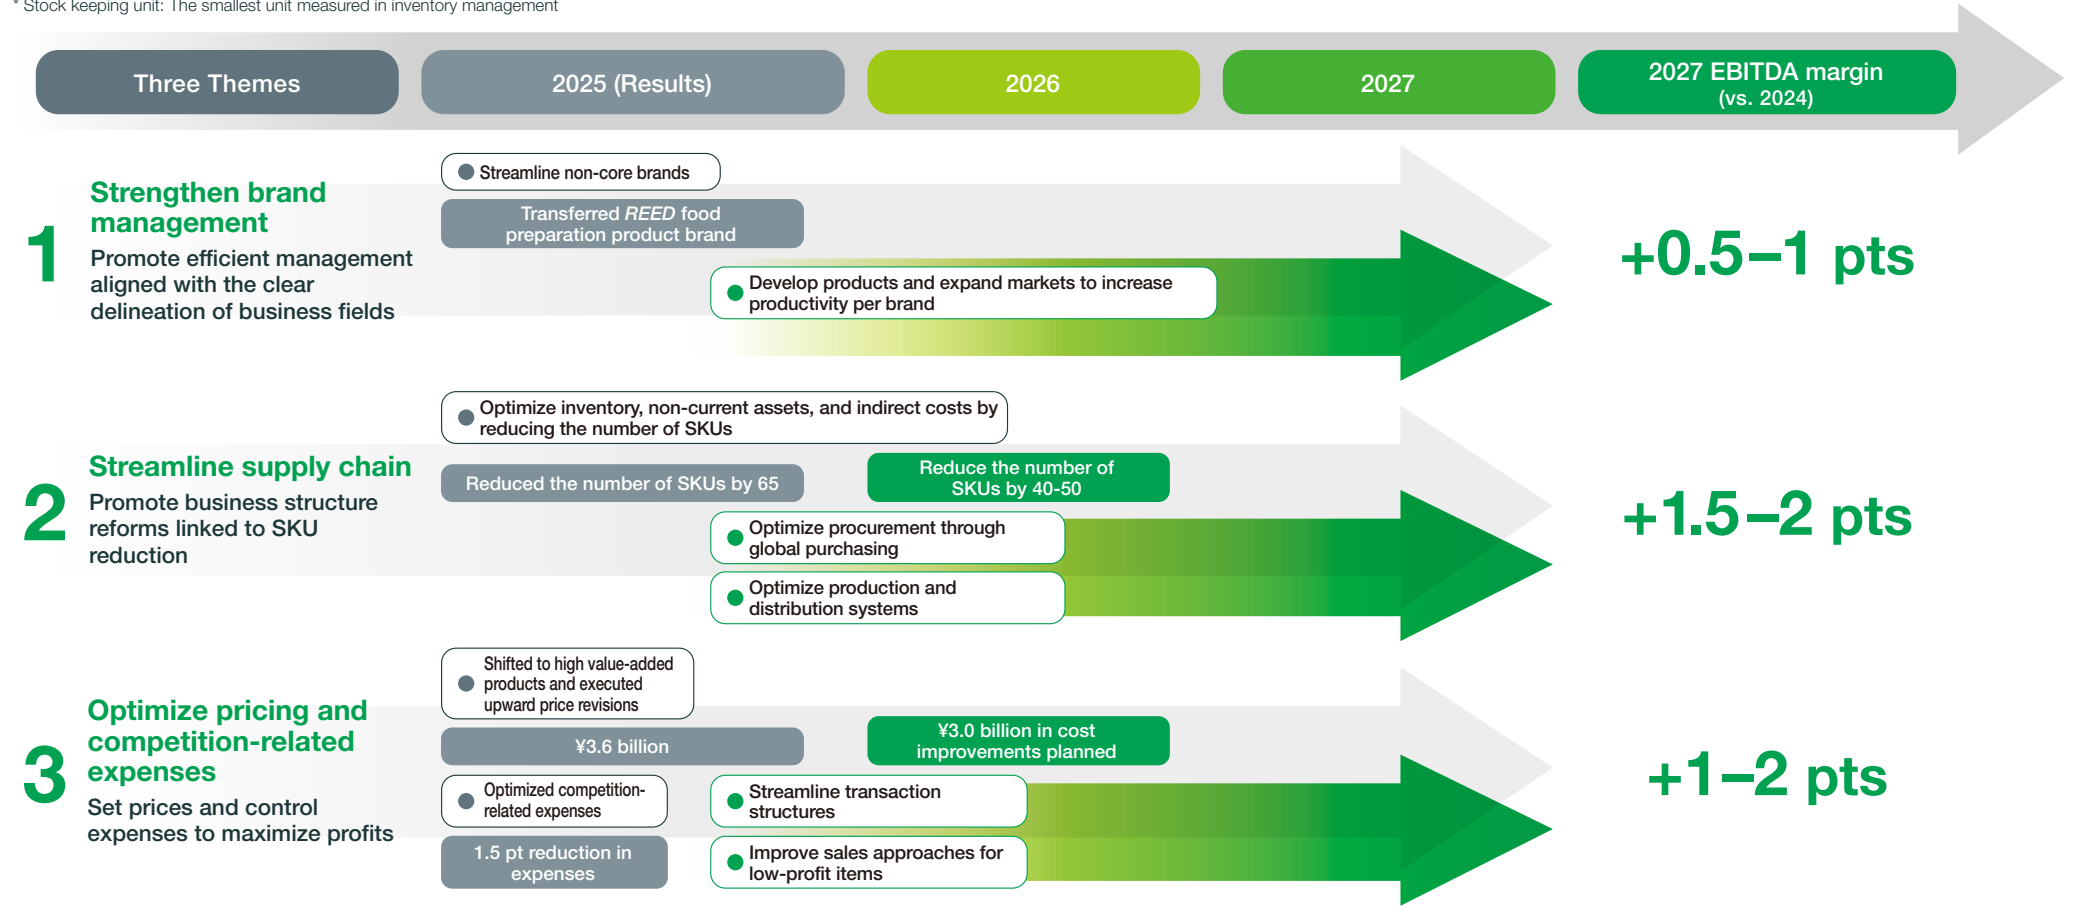 * Stock keeping unit: The smallest unit measured in inventory management
Three Themes
2025 (Results)
2026
2027
2027 EBITDA margin
(vs. 2024)
1
Strengthen brand
management
Promote efficient management
aligned with the clear
delineation of business fields
Streamline non-core brands
Transferred REED food
preparation product brand
Develop products and expand markets to increase
productivity per brand
+0.5–1 pts
2
Streamline supply chain
Promote business structure
reforms linked to SKU
reduction
Optimize inventory, non-current assets, and indirect costs by
reducing the number of SKUs
Reduced the number of SKUs by 65
Reduce the number of
SKUs by 40-50
Optimize procurement through
global purchasing
Optimize production and
distribution systems
+1.5–2 pts
3
Optimize pricing and
competition-related
expenses
Set prices and control
expenses to maximize profits
Shifted to high value-added
products and executed
upward price revisions
¥3.6 billion
¥3.0 billion in cost
improvements planned
Optimized competition-
related expenses
1.5 pt reduction in
expenses
Streamline transaction
structures
Improve sales approaches for
low-profit items
+1–2 pts